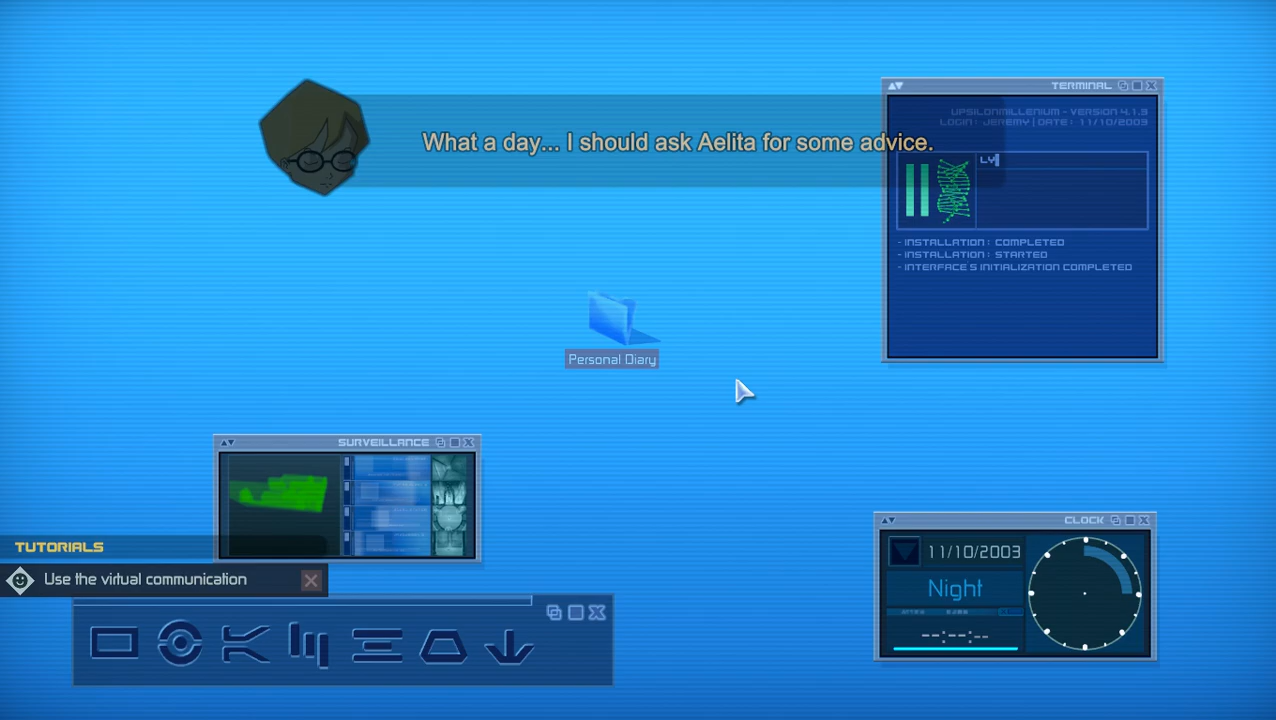 What a day... I should ask Aelita for some advice.
TERMINAL
UPSILONMILLENIUM - VERSION 4.1.9
LOGIN : JEREMY | DATE : 11/10/2003
LV
- INSTALLATION : COMPLETED
- INSTALLATION : STARTED
- INTERFACE'S INITIALIZATION COMPLETED
Personal Diary
SURVEILLANCE
TUTORIALS
Use the virtual communication
CLOCK
11/10/2003
Night
--:--:--